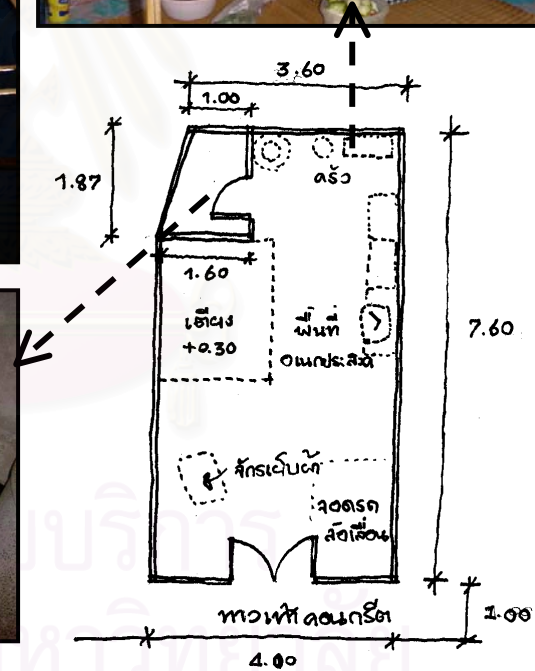 3.60
1.00
1.87
ครัว
1.60
เตียง
+0.30
พื้นที่
อเนกประสงค์
7.60
จักรเย็บผ้า
จอดรถ
ล้อเลื่อน
ทางเท้าคอนกรีต
1.00
4.00